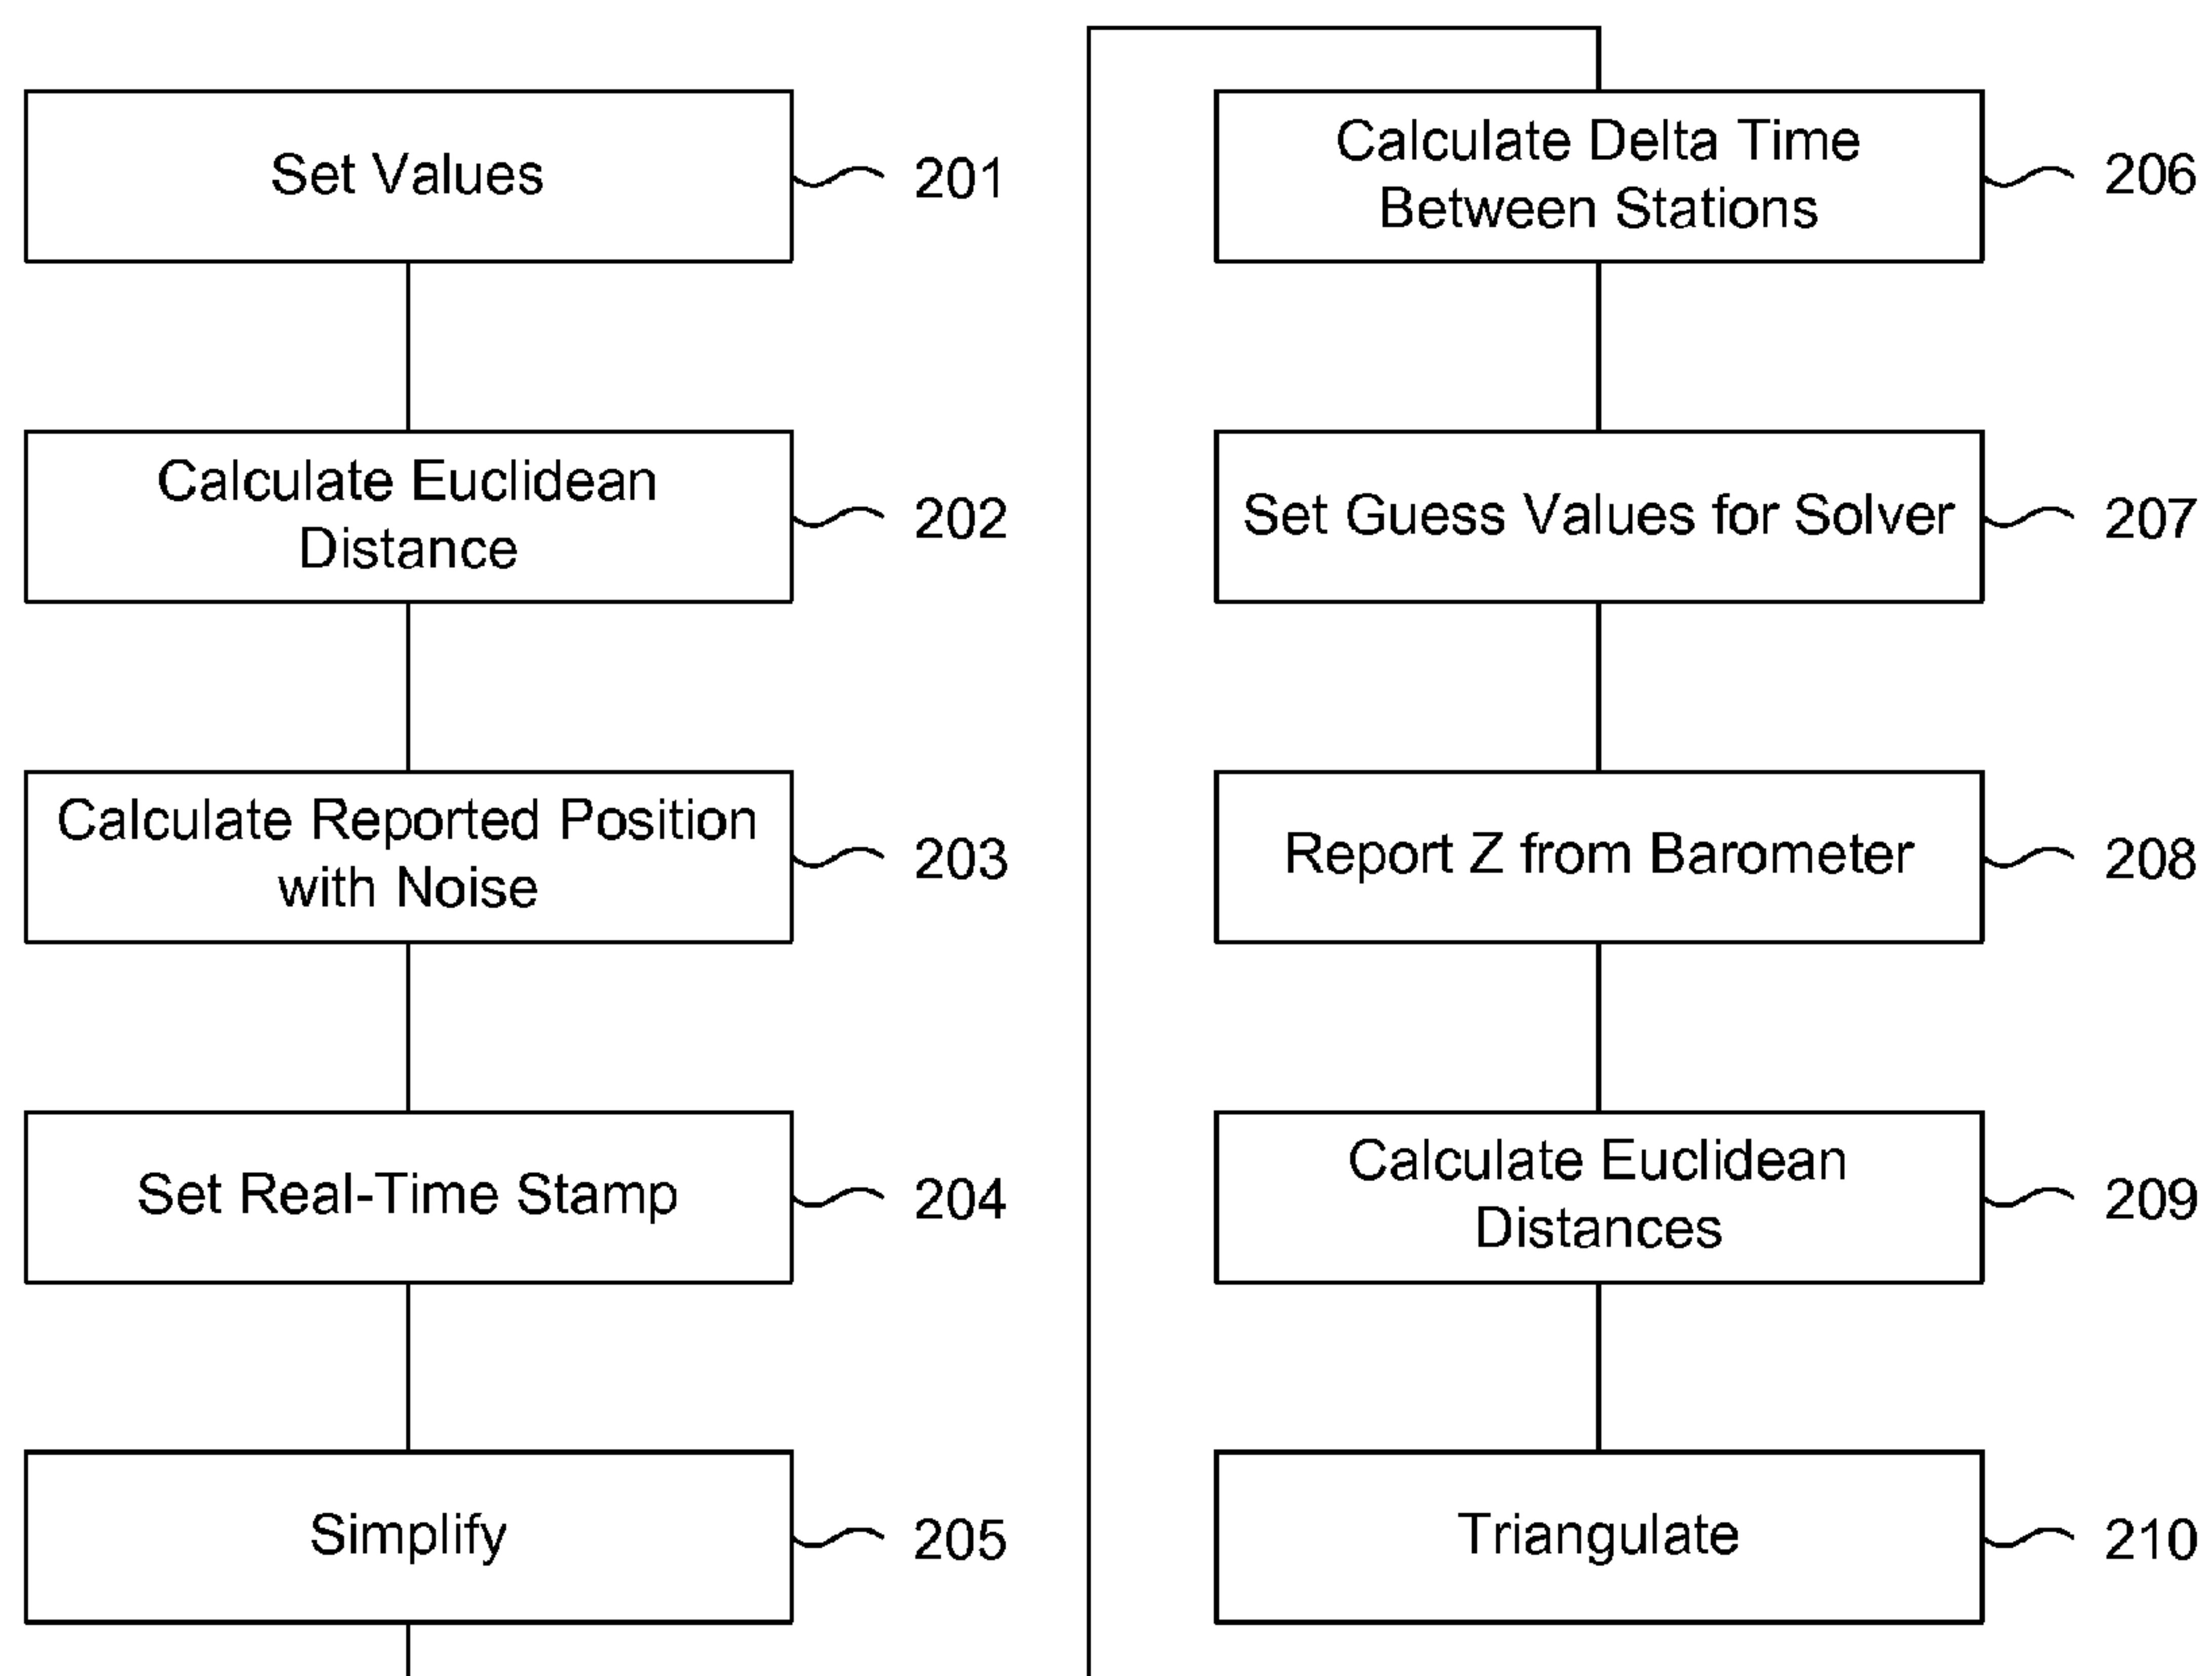 Set Values
201
Calculate Euclidean
Distance
202
Calculate Reported Position
with Noise
203
Set Real-Time Stamp
204
Simplify
205
Calculate Delta Time
Between Stations
206
Set Guess Values for Solver
207
Report Z from Barometer
208
Calculate Euclidean
Distances
209
Triangulate
210